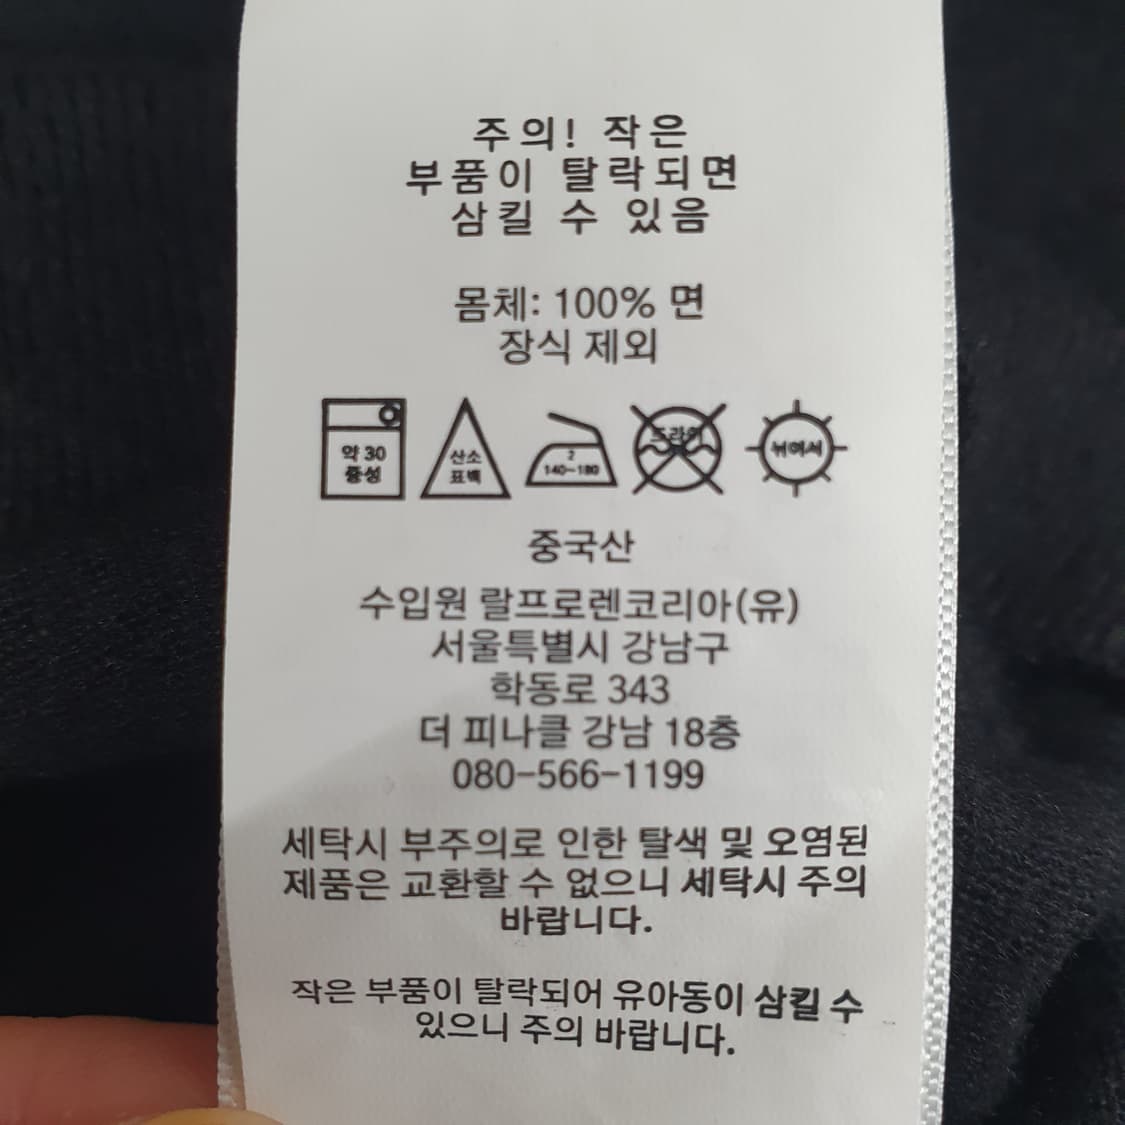 주의! 작은
부품이 탈락되면
삼킬 수 있음
몸체: 100% 면
장식 제외
약 30
중성
산소
표백
2
140~180
드라이
뉘어서
중국산
수입원 랄프로렌코리아(유)
서울특별시 강남구
학동로 343
더 피나클 강남 18층
080-566-1199
세탁시 부주의로 인한 탈색 및 오염된
제품은 교환할 수 없으니 세탁시 주의
바랍니다.
작은 부품이 탈락되어 유아동이 삼킬 수
있으니 주의 바랍니다.